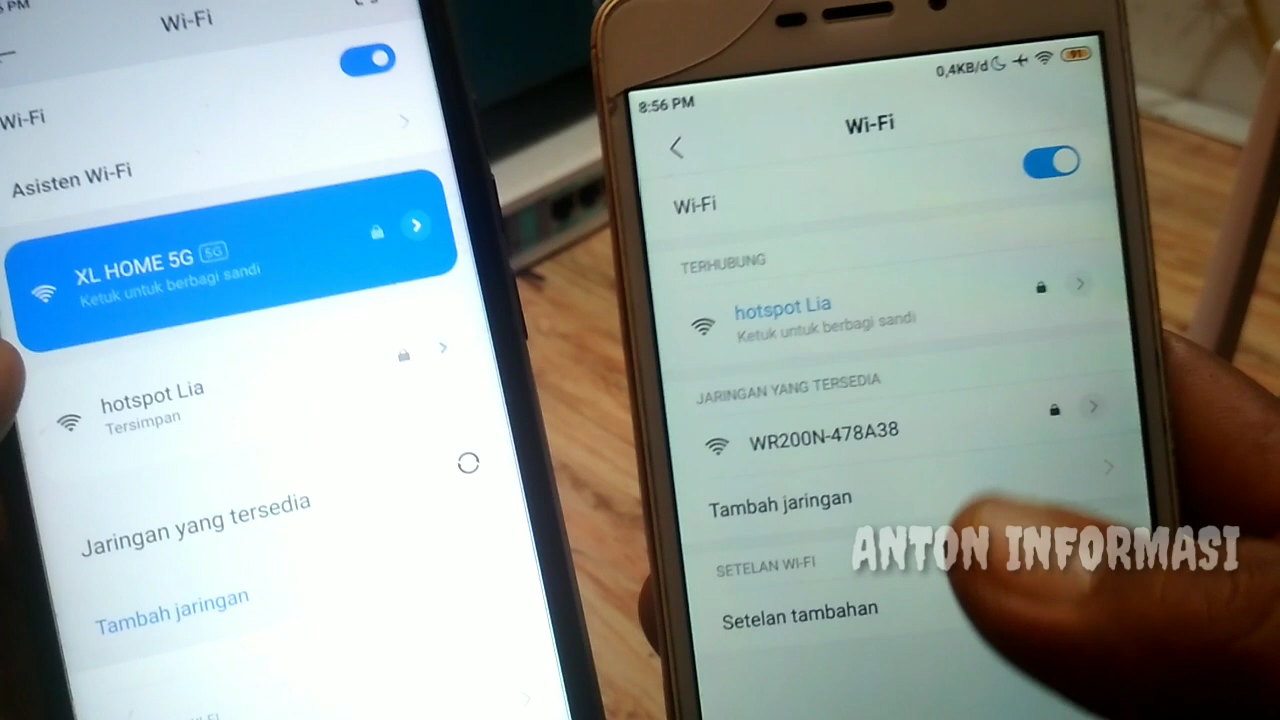 PM
Wi-Fi
Wi-Fi
Asisten Wi-Fi
XL HOME 5G 5G
Ketuk untuk berbagi sandi
hotspot Lia
Tersimpan
Jaringan yang tersedia
Tambah jaringan
0,4KB/d 91
8:56 PM
Wi-Fi
Wi-Fi
TERHUBUNG
hotspot Lia
Ketuk untuk berbagi sandi
JARINGAN YANG TERSEDIA
WR200N-478A38
Tambah jaringan
SETELAN WI-FI
Setelan tambahan
ANTON INFORMASI